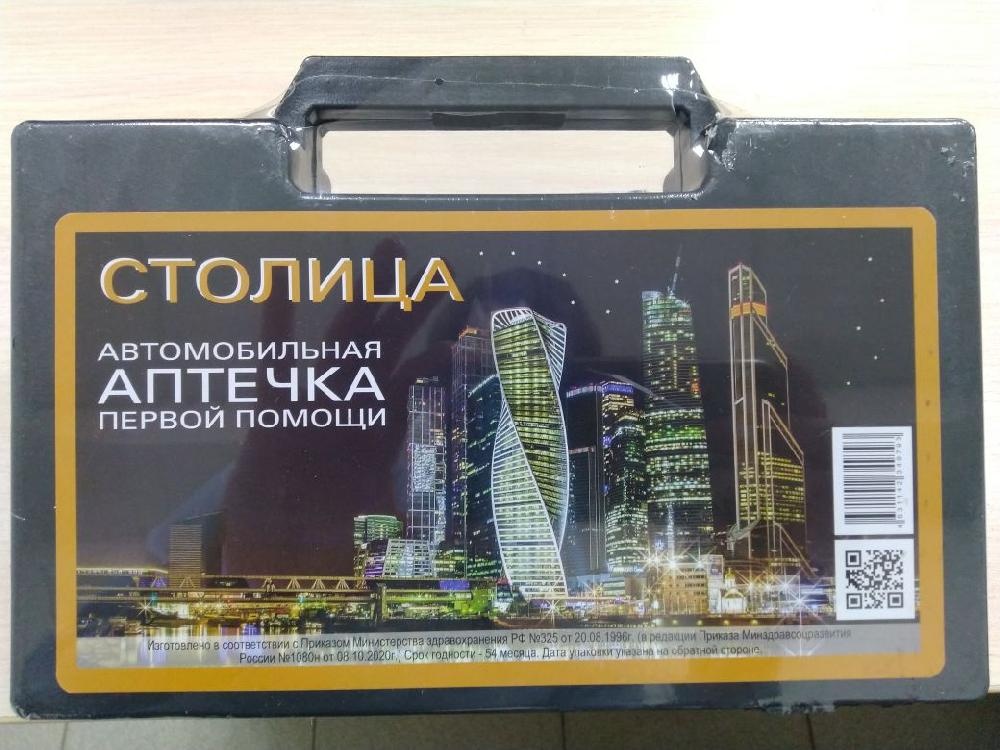 СТОЛИЦА
АВТОМОБИЛЬНАЯ
АПТЕЧКА
ПЕРВОЙ ПОМОЩИ
Изготовлено в соответствии с Приказом Министерства здравохранения РФ №325 от 20.08.1996г. (в редакции Приказа Минздравсоцразвития
России №1080н от 08.10.2020г., Срок годности - 54 месяца. Дата упаковки указана на обратной стороне.